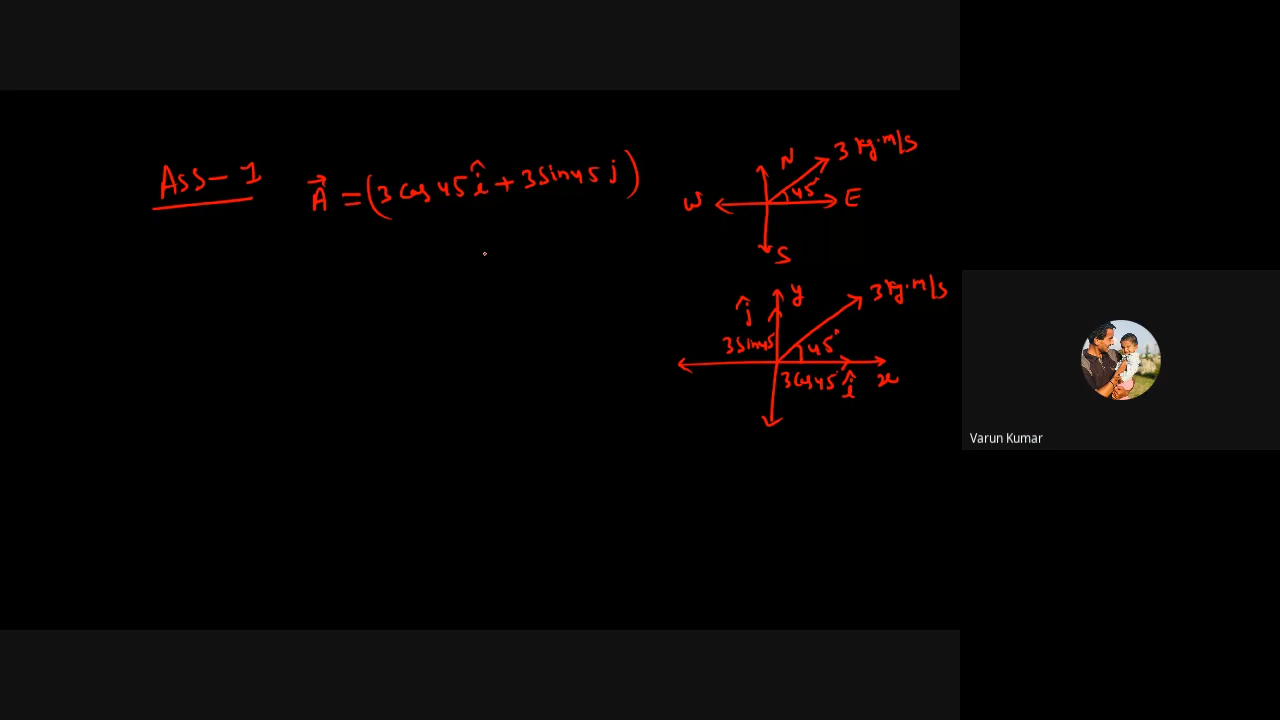 Ass-1
A⃗ = (3 cos 45 î + 3 sin 45 j)
N
3 kg.m/s
45°
W
E
S
y
ĵ
3 kg.m/s
3 sin 45°
45°
3 cos 45° î
x
Varun Kumar